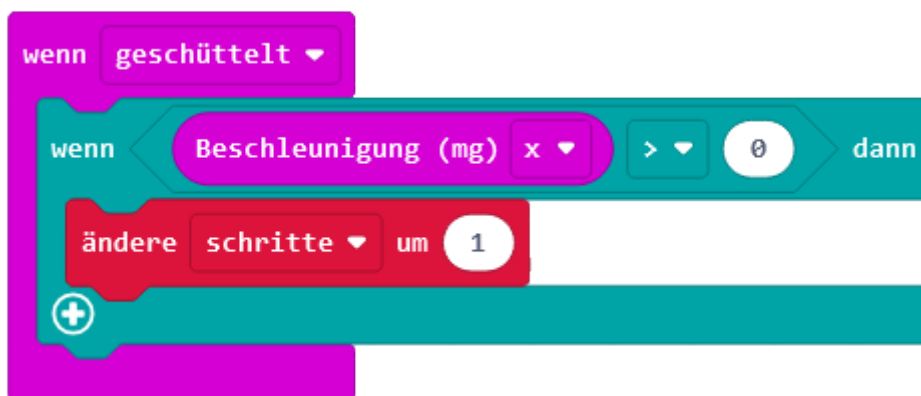 wenn geschüttelt
wenn Beschleunigung (mg) x > 0 dann
ändere schritte um 1